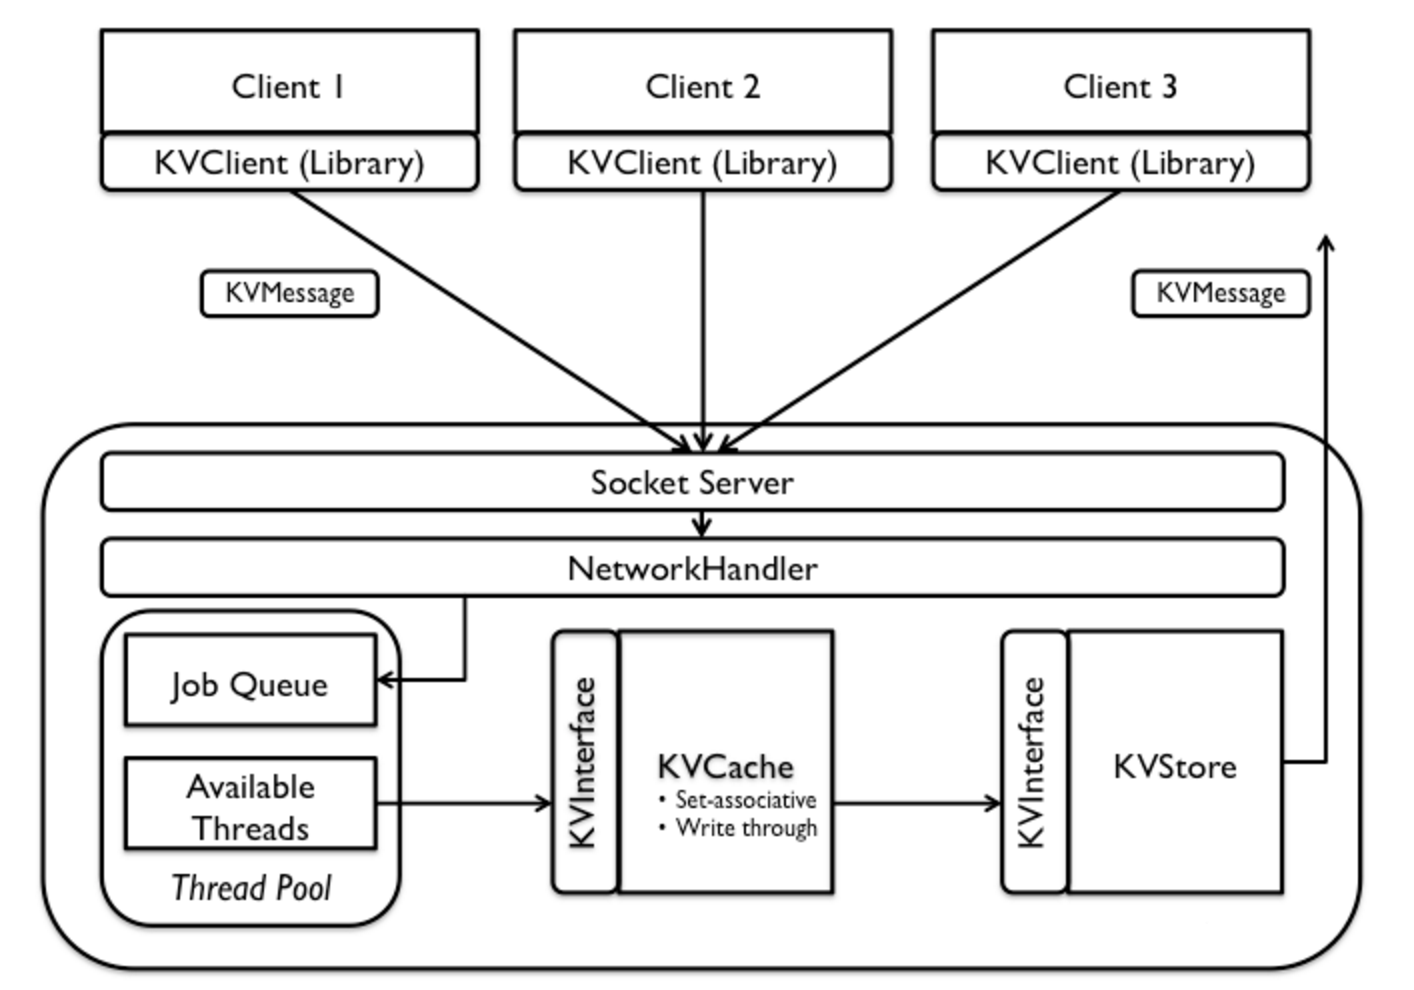 Client 1
Client 2
Client 3
KVClient (Library)
KVClient (Library)
KVClient (Library)
KVMessage
KVMessage
Socket Server
NetworkHandler
Job Queue
Available
Threads
Thread Pool
KVInterface
KVCache
• Set-associative
• Write through
KVInterface
KVStore